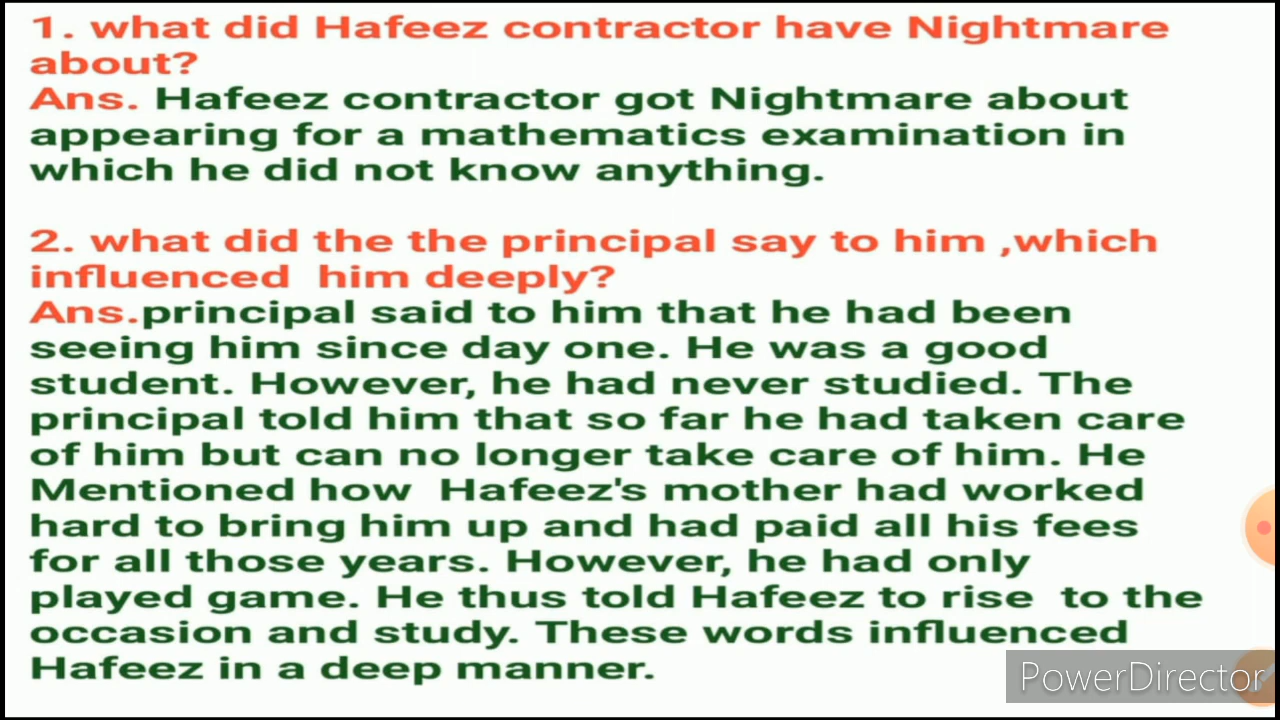 1. what did Hafeez contractor have Nightmare
about?
Ans. Hafeez contractor got Nightmare about
appearing for a mathematics examination in
which he did not know anything.
2. what did the the principal say to him ,which
influenced him deeply?
Ans.principal said to him that he had been
seeing him since day one. He was a good
student. However, he had never studied. The
principal told him that so far he had taken care
of him but can no longer take care of him. He
Mentioned how Hafeez's mother had worked
hard to bring him up and had paid all his fees
for all those years. However, he had only
played game. He thus told Hafeez to rise to the
occasion and study. These words influenced
Hafeez in a deep manner.
PowerDirector